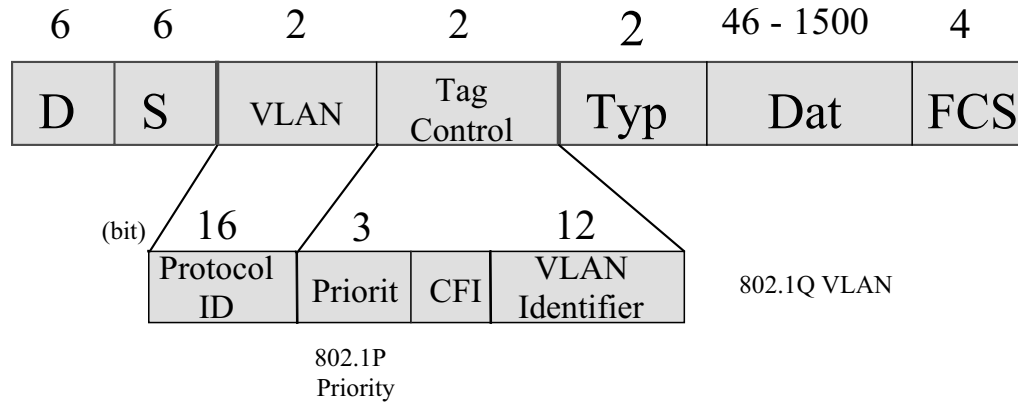 6 6 2 2 2 46 - 1500 4
D S VLAN Tag Control Typ Dat FCS
(bit) 16 3 12
Protocol ID Priorit CFI VLAN Identifier
802.1Q VLAN
802.1P
Priority